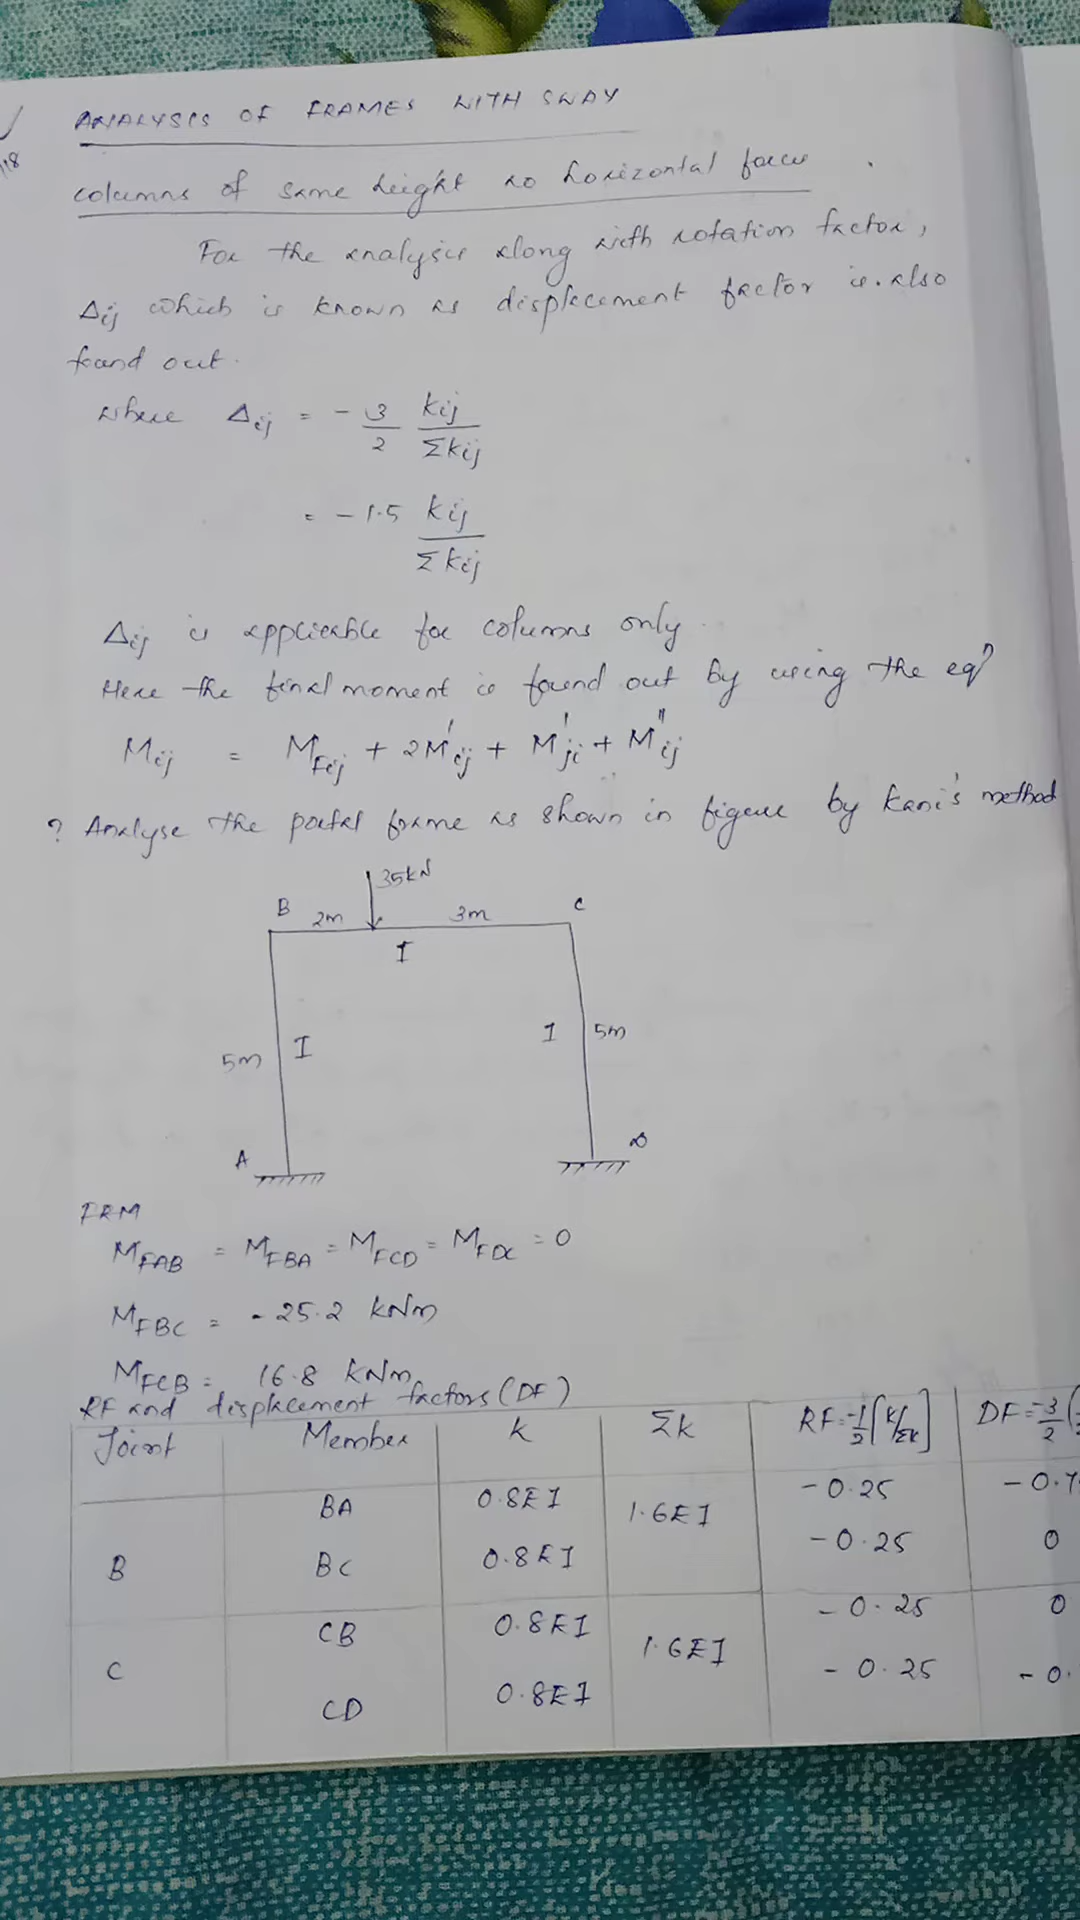 ANALYSIS OF FRAMES WITH SWAY
columns of same height no horizontal force
For the analysis along with rotation factor,
Δij which is known as displacement factor is also
found out.
where Δij = - 3/2 kij/Σkij
= - 1.5 kij/Σkij
Δij is applicable for columns only.
Here the final moment is found out by using the eqn
Mij = MFij + 2M'ij + M'ji + M"ij
? Analyse the portal frame as shown in figure by Kani's method
35kN
B 2m 3m C
I
5m I I 5m
A D
FRM
MFAB = MFBA = MFCD = MFDC = 0
MFBC = - 25.2 kNm
MFCB = 16.8 kNm
RF and displacement factors (DF)
Joint Member k Σk RF = -1/2 [k/Σk] DF = -3/2 (
BA 0.8EI 1.6EI - 0.25 - 0.7
B BC 0.8EI - 0.25 0
CB 0.8EI 1.6EI - 0.25 0
C CD 0.8EI - 0.25 - 0.